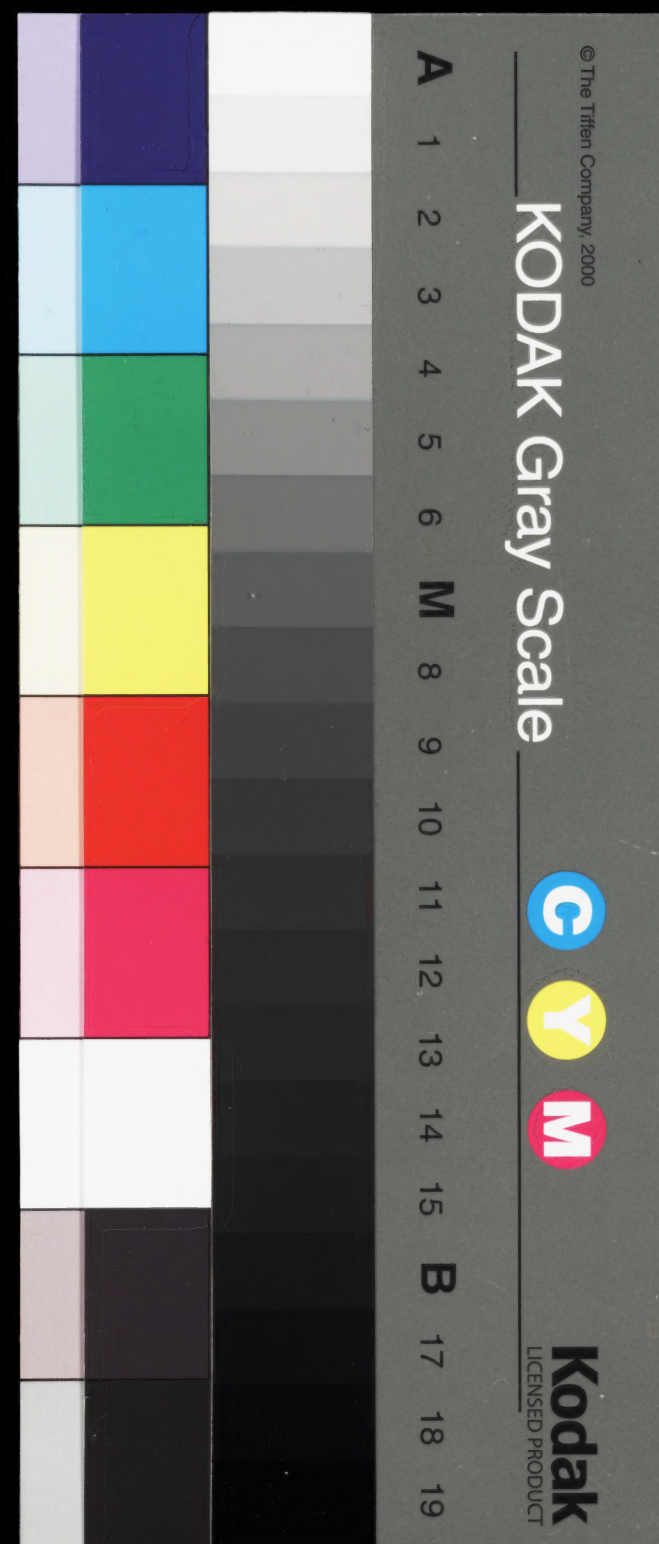 © The Tiffen Company, 2000
KODAK Gray Scale
C Y M
Kodak
LICENSED PRODUCT
A 1 2 3 4 5 6 M 8 9 10 11 12 13 14 15 B 17 18 19